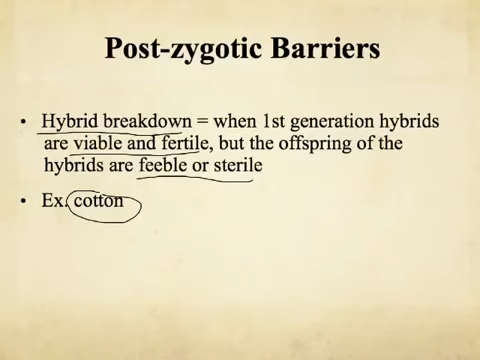 Post-zygotic Barriers
• Hybrid breakdown = when 1st generation hybrids
are viable and fertile, but the offspring of the
hybrids are feeble or sterile
• Ex. cotton